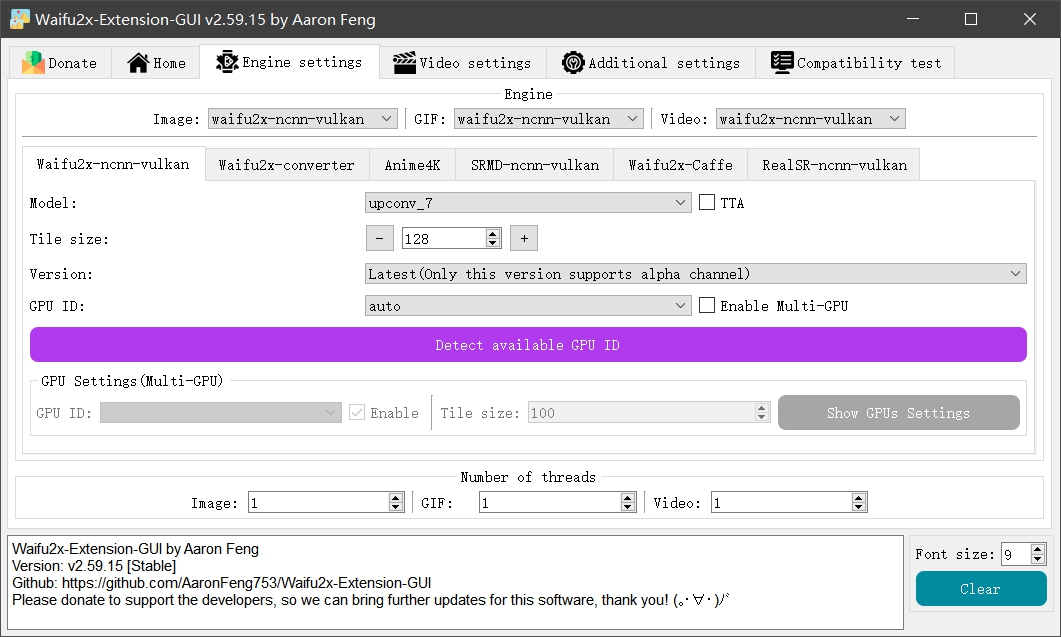 Waifu2x-Extension-GUI v2.59.15 by Aaron Feng
Donate Home Engine settings Video settings Additional settings Compatibility test
Engine
Image: waifu2x-ncnn-vulkan GIF: waifu2x-ncnn-vulkan Video: waifu2x-ncnn-vulkan
Waifu2x-ncnn-vulkan Waifu2x-converter Anime4K SRMD-ncnn-vulkan Waifu2x-Caffe RealSR-ncnn-vulkan
Model: upconv_7 TTA
Tile size: - 128 +
Version: Latest(Only this version supports alpha channel)
GPU ID: auto Enable Multi-GPU
Detect available GPU ID
GPU Settings(Multi-GPU)
GPU ID: Enable Tile size: 100 Show GPUs Settings
Number of threads
Image: 1 GIF: 1 Video: 1
Waifu2x-Extension-GUI by Aaron Feng
Version: v2.59.15 [Stable]
Github: https://github.com/AaronFeng753/Waifu2x-Extension-GUI
Please donate to support the developers, so we can bring further updates for this software, thank you! (｡･∀･)ﾉﾞ
Font size: 9
Clear